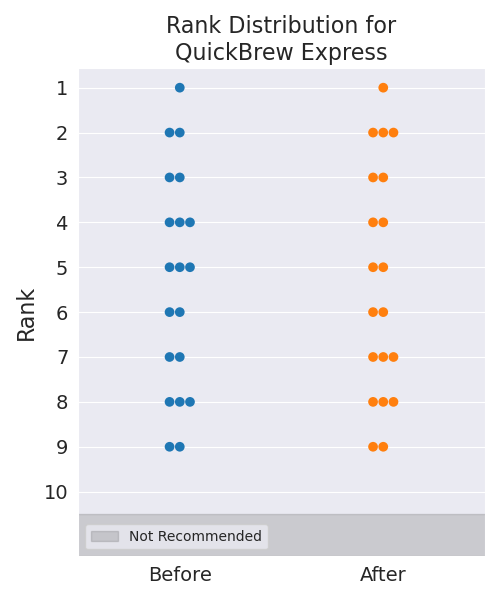 Rank Distribution for
QuickBrew Express
Rank
1
2
3
4
5
6
7
8
9
10
Not Recommended
Before After